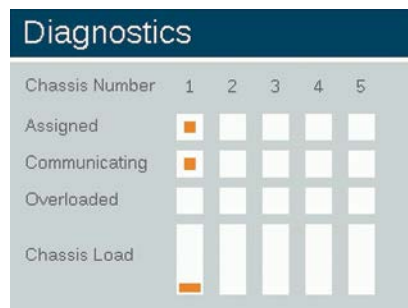 Diagnostics
Chassis Number 1 2 3 4 5
Assigned
Communicating
Overloaded
Chassis Load